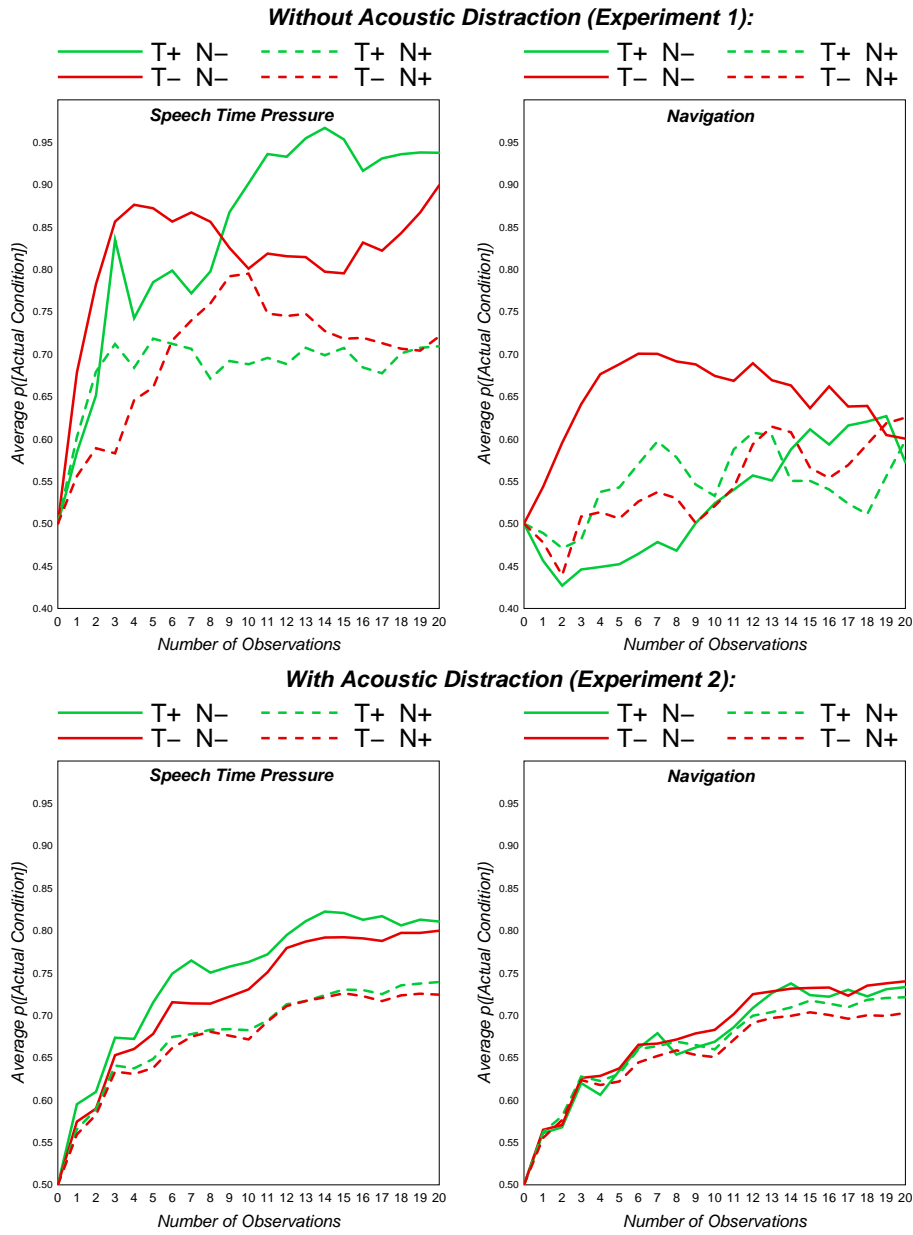 Without Acoustic Distraction (Experiment 1):
T+ N− T+ N+
T− N− T− N+
T+ N− T+ N+
T− N− T− N+
Speech Time Pressure
Average p([Actual Condition])
0.95
0.90
0.85
0.80
0.75
0.70
0.65
0.60
0.55
0.50
0.45
0.40
0 1 2 3 4 5 6 7 8 9 10 11 12 13 14 15 16 17 18 19 20
Number of Observations
Navigation
Average p([Actual Condition])
0.95
0.90
0.85
0.80
0.75
0.70
0.65
0.60
0.55
0.50
0.45
0.40
0 1 2 3 4 5 6 7 8 9 10 11 12 13 14 15 16 17 18 19 20
Number of Observations
With Acoustic Distraction (Experiment 2):
T+ N− T+ N+
T− N− T− N+
T+ N− T+ N+
T− N− T− N+
Speech Time Pressure
Average p([Actual Condition])
0.95
0.90
0.85
0.80
0.75
0.70
0.65
0.60
0.55
0.50
0 1 2 3 4 5 6 7 8 9 10 11 12 13 14 15 16 17 18 19 20
Number of Observations
Navigation
Average p([Actual Condition])
0.95
0.90
0.85
0.80
0.75
0.70
0.65
0.60
0.55
0.50
0 1 2 3 4 5 6 7 8 9 10 11 12 13 14 15 16 17 18 19 20
Number of Observations